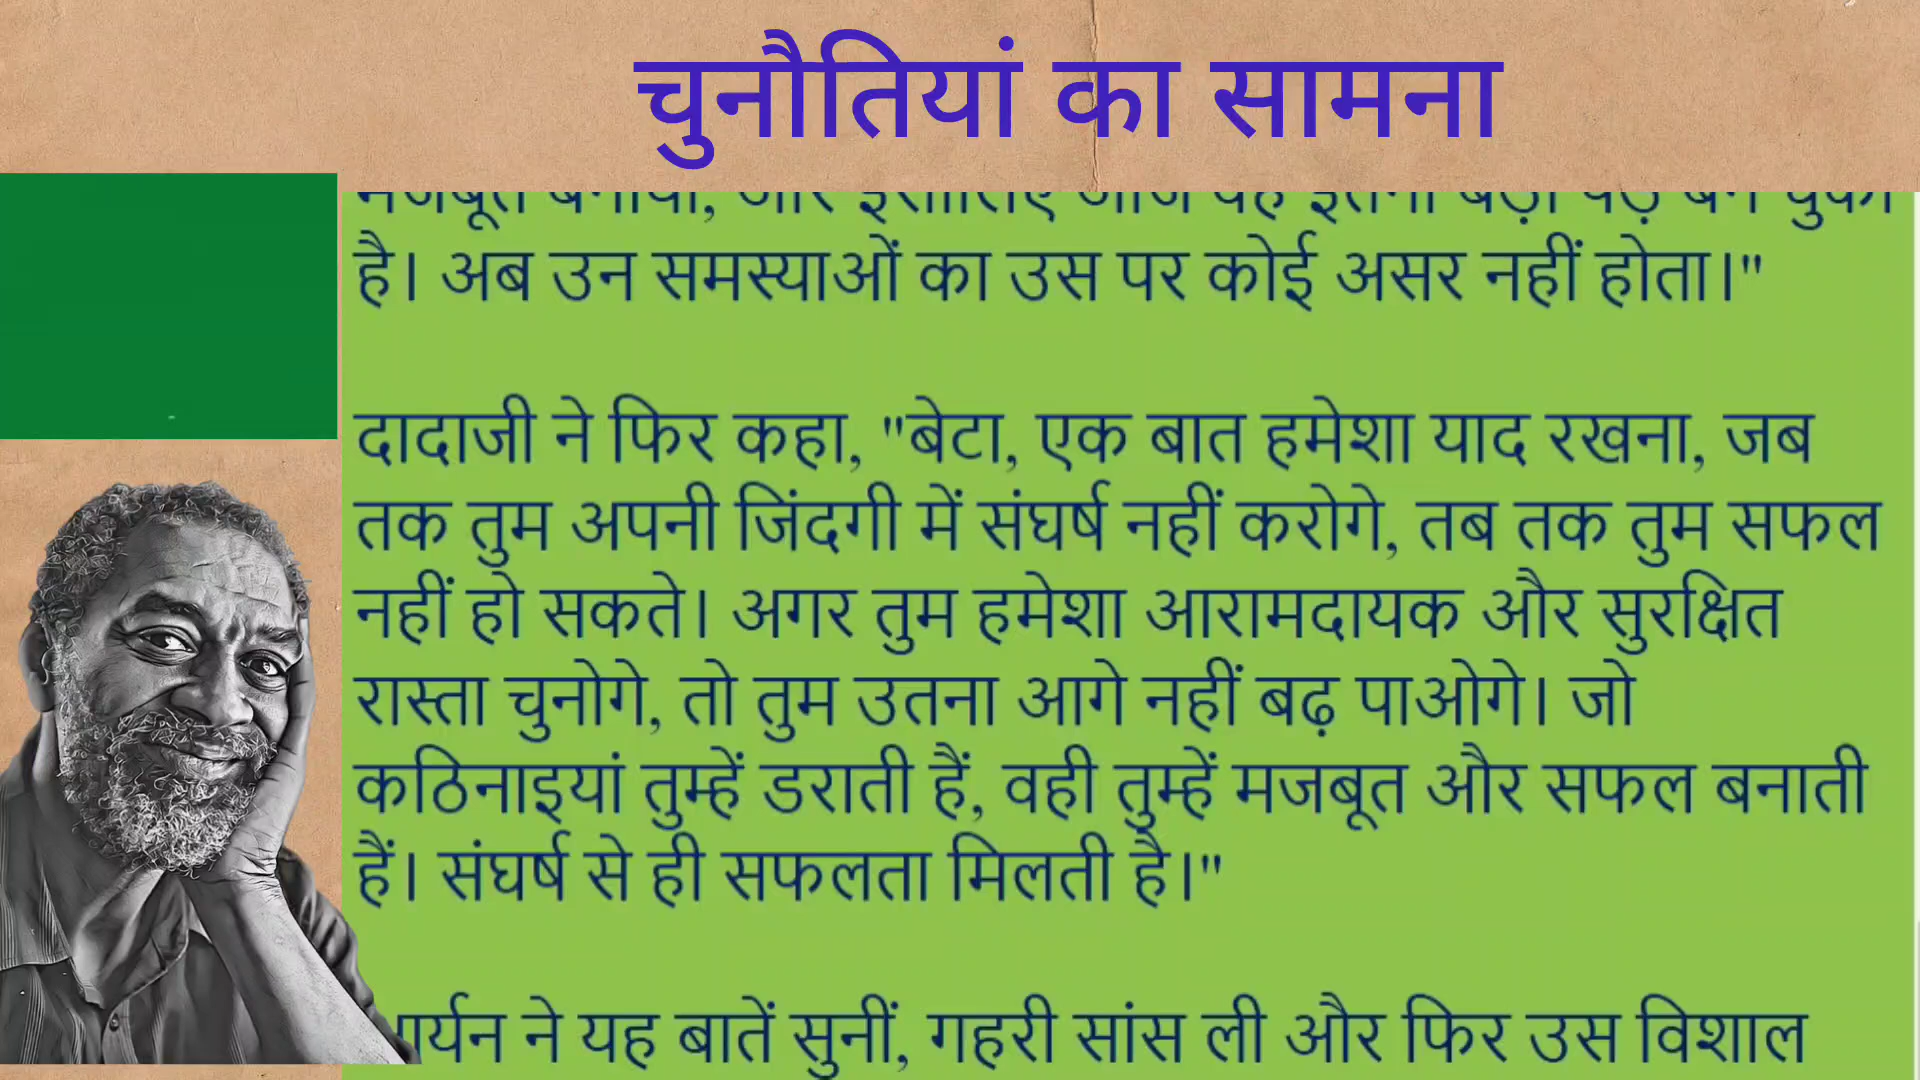 चुनौतियां का सामना
है। अब उन समस्याओं का उस पर कोई असर नहीं होता।"
दादाजी ने फिर कहा, "बेटा, एक बात हमेशा याद रखना, जब
तक तुम अपनी जिंदगी में संघर्ष नहीं करोगे, तब तक तुम सफल
नहीं हो सकते। अगर तुम हमेशा आरामदायक और सुरक्षित
रास्ता चुनोगे, तो तुम उतना आगे नहीं बढ़ पाओगे। जो
कठिनाइयां तुम्हें डराती हैं, वही तुम्हें मजबूत और सफल बनाती
हैं। संघर्ष से ही सफलता मिलती है।"
ने यह बातें सुनीं, गहरी सांस ली और फिर उस विशाल